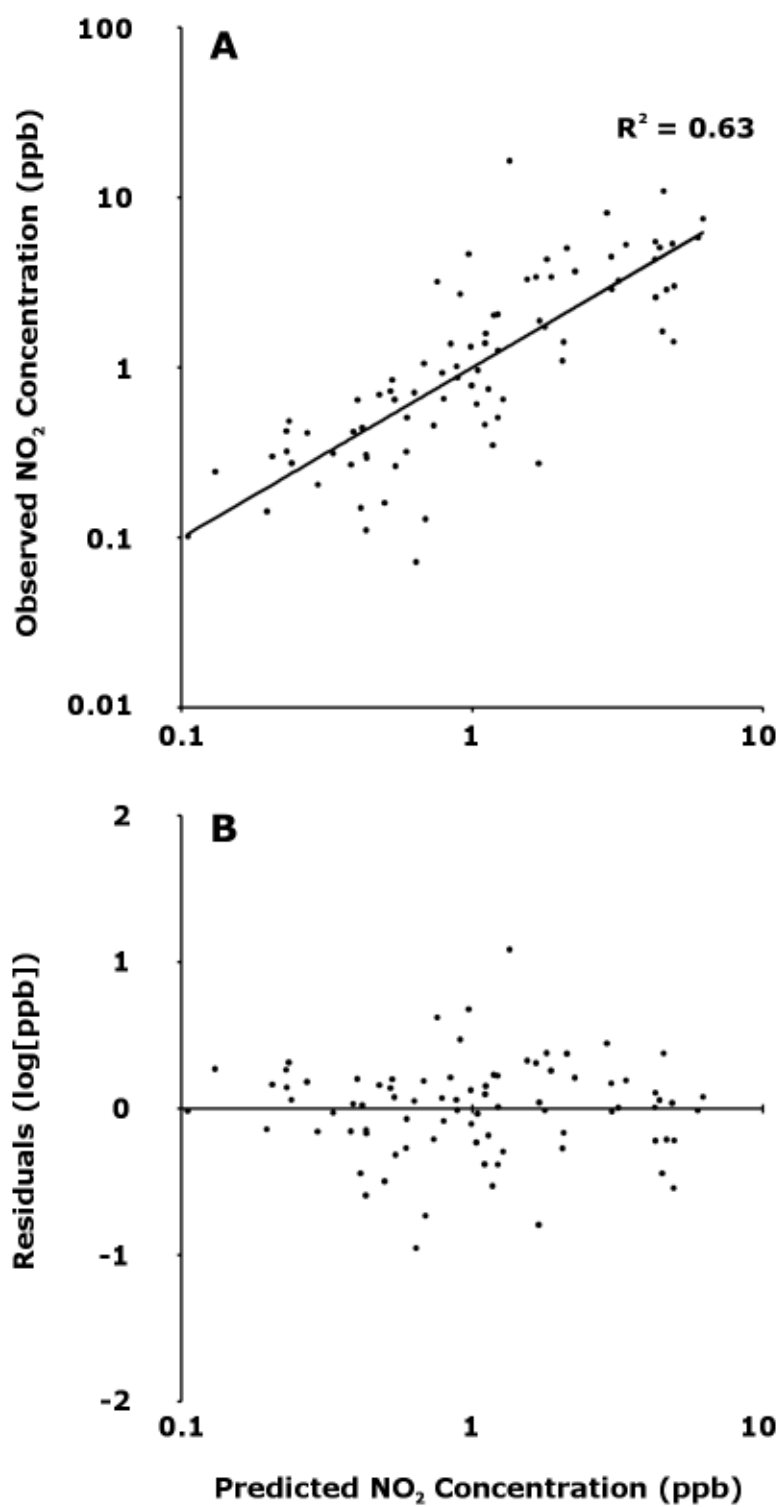 A
100
R² = 0.63
10
1
0.1
0.01
0.1 1 10
Observed NO₂ Concentration (ppb)
B
2
1
0
-1
-2
0.1 1 10
Residuals (log[ppb])
Predicted NO₂ Concentration (ppb)